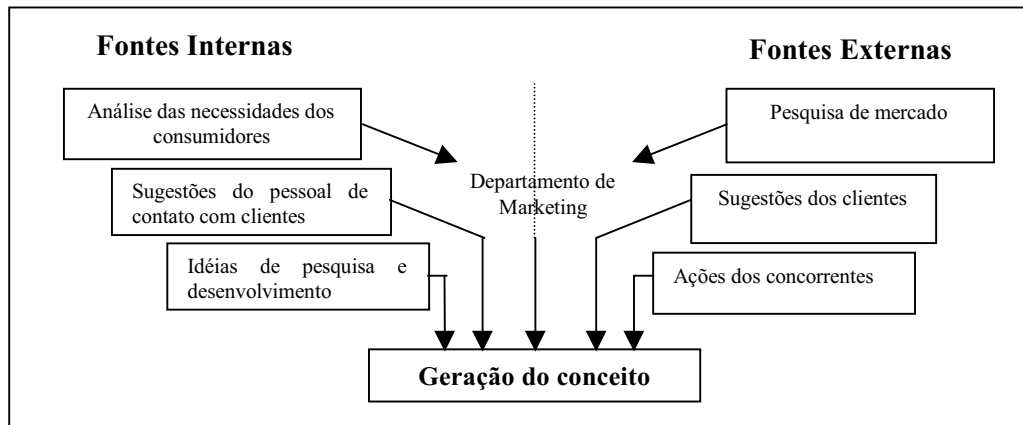 Fontes Internas
Fontes Externas
Análise das necessidades dos
consumidores
Pesquisa de mercado
Departamento de
Marketing
Sugestões do pessoal de
contato com clientes
Sugestões dos clientes
Idéias de pesquisa e
desenvolvimento
Ações dos concorrentes
Geração do conceito